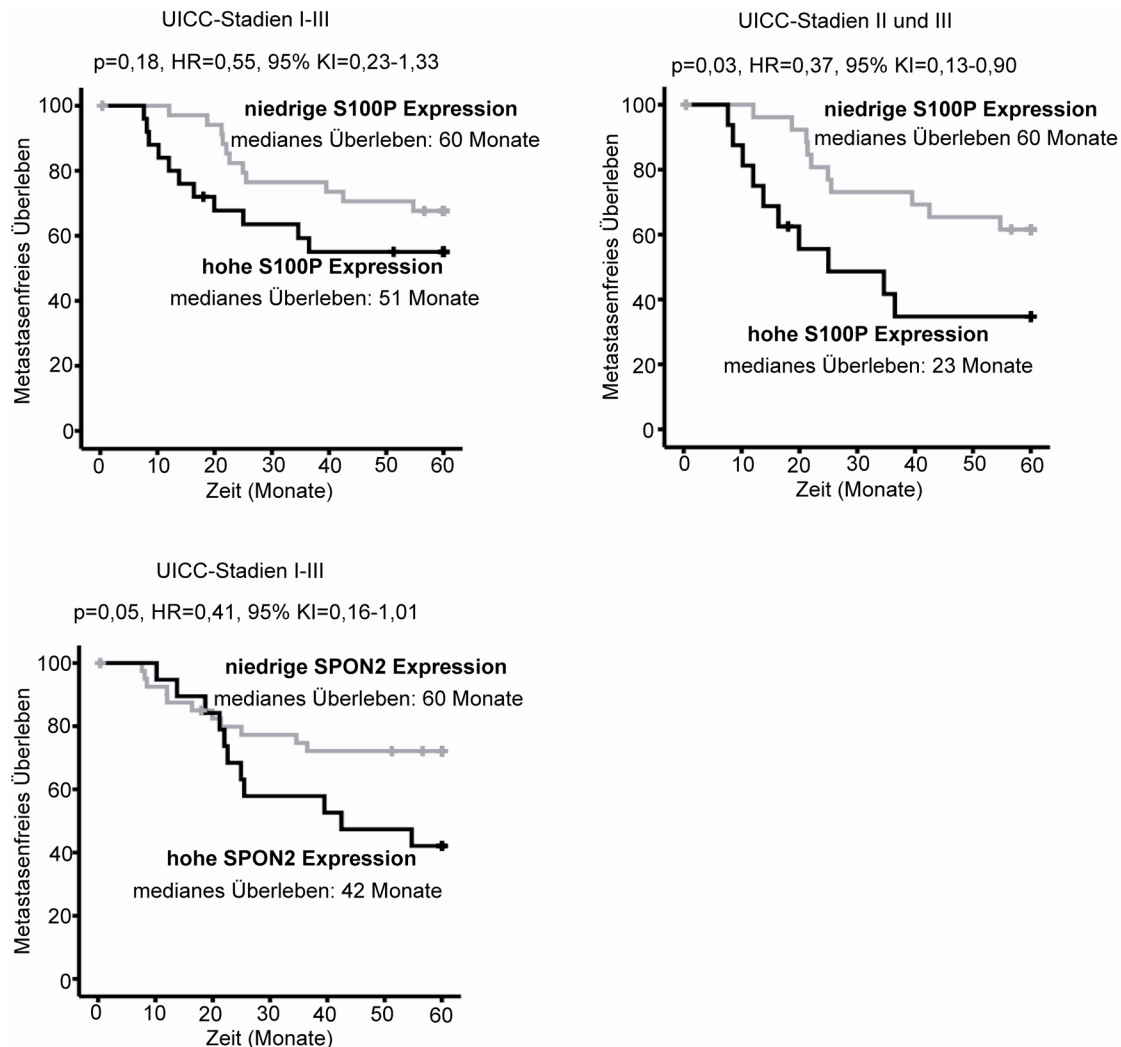 UICC-Stadien I-III
p=0,18, HR=0,55, 95% KI=0,23-1,33
niedrige S100P Expression
medianes Überleben: 60 Monate
hohe S100P Expression
medianes Überleben: 51 Monate
Metastasenfreies Überleben
100
80
60
40
20
0
0 10 20 30 40 50 60
Zeit (Monate)
UICC-Stadien II und III
p=0,03, HR=0,37, 95% KI=0,13-0,90
niedrige S100P Expression
medianes Überleben 60 Monate
hohe S100P Expression
medianes Überleben: 23 Monate
Metastasenfreies Überleben
100
80
60
40
20
0
0 10 20 30 40 50 60
Zeit (Monate)
UICC-Stadien I-III
p=0,05, HR=0,41, 95% KI=0,16-1,01
niedrige SPON2 Expression
medianes Überleben: 60 Monate
hohe SPON2 Expression
medianes Überleben: 42 Monate
Metastasenfreies Überleben
100
80
60
40
20
0
0 10 20 30 40 50 60
Zeit (Monate)